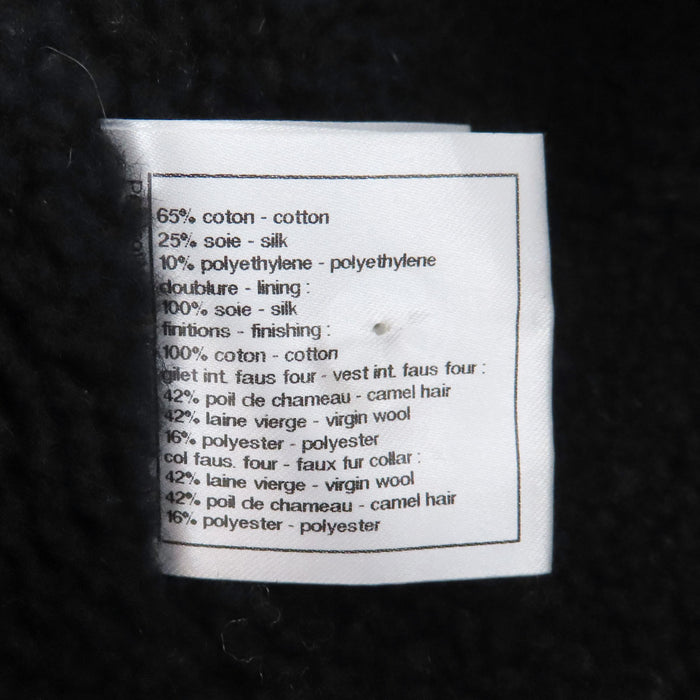 65% coton - cotton
25% soie - silk
10% polyethylene - polyethylene
doublure - lining :
100% soie - silk
finitions - finishing :
100% coton - cotton
gilet int. faus four - vest int. faus four :
42% poil de chameau - camel hair
42% laine vierge - virgin wool
16% polyester - polyester
col faus. four - faux fur collar :
42% laine vierge - virgin wool
42% poil de chameau - camel hair
16% polyester - polyester